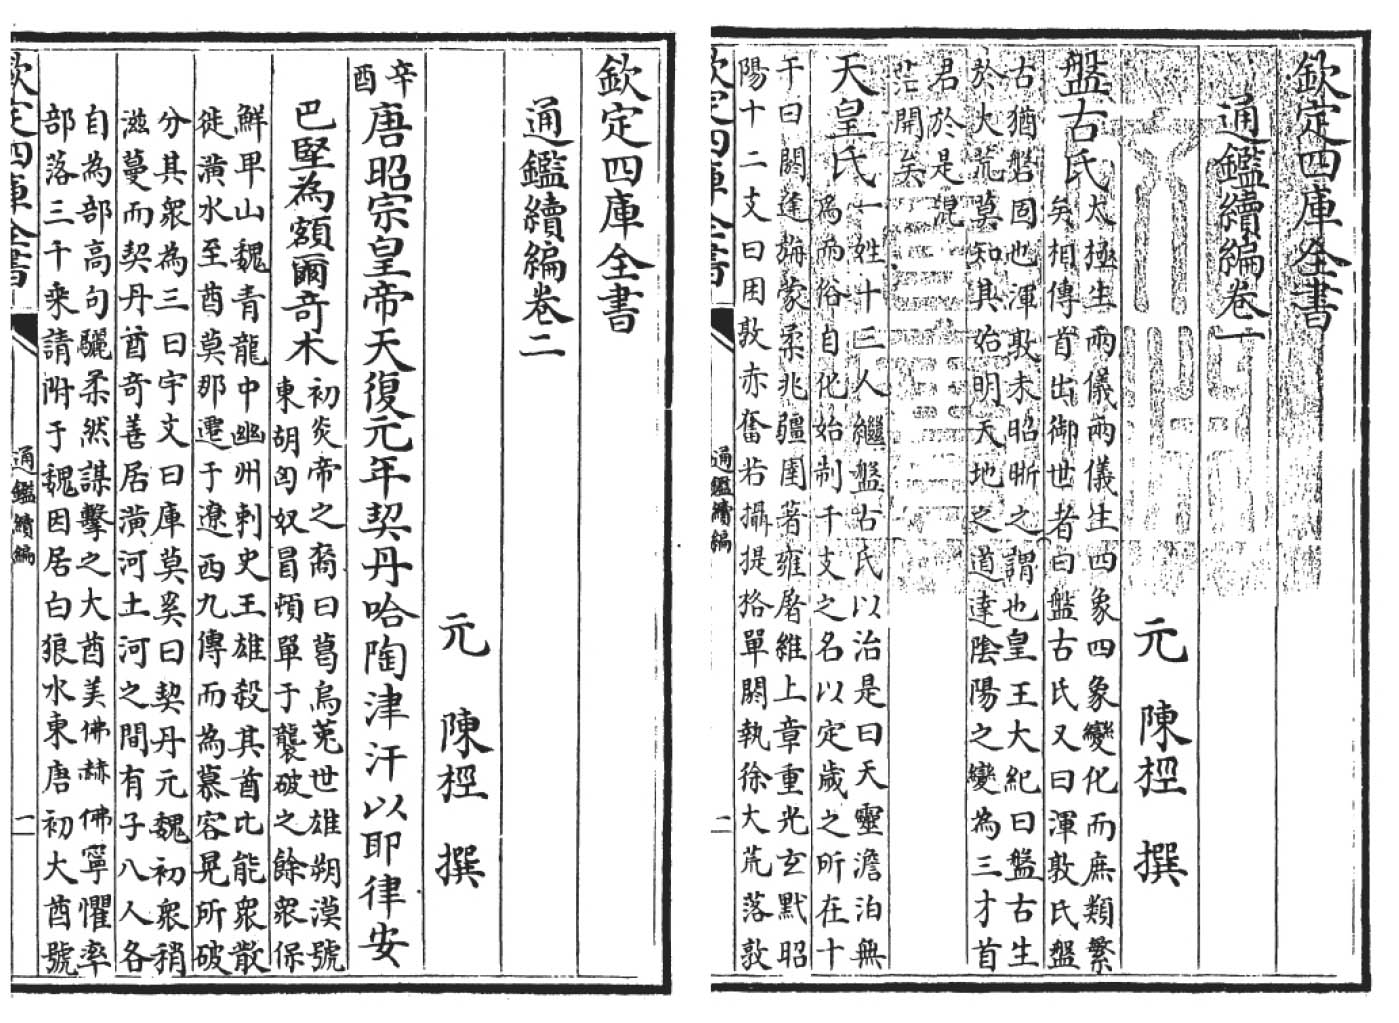 欽定四庫全書
通鑑續編卷一
元 陳桱 撰
盤古氏 太極生兩儀兩儀生四象四象變化而庶類繁
矣相傳首出御世者曰盤古氏又曰渾敦氏盤
古猶磐固也渾敦未昭晰之謂也皇王大紀曰盤古生
於大荒莫知其始明天地之道達陰陽之變為三才首
君於是混
茫開矣
天皇氏 一姓十三人繼盤古氏以治是曰天靈澹泊無
為而俗自化始制干支之名以定歲之所在十
干曰閼逢旃蒙柔兆疆圉著雍屠維上章重光玄黓昭
陽十二支曰困敦赤奮若攝提格單閼執徐大荒落敦
欽定四庫全書
通鑑續編
一
欽定四庫全書
通鑑續編卷二
元 陳桱 撰
辛酉 唐昭宗皇帝天復元年契丹哈陶津汗以耶律安
巴堅為額爾奇木 初炎帝之裔曰葛烏菟世雄朔漠號
東胡匈奴冒頓單于襲破之餘衆保
鮮卑山魏青龍中幽州刺史王雄殺其酋比能衆散
徙潢水至酋莫那遷于遼西九傳而為慕容晃所破
分其衆為三曰宇文曰庫莫奚曰契丹元魏初衆稍
滋蔓而契丹酋奇善居潢河土河之間有子八人各
自為部高句驪柔然謀擊之大酋美佛赫佛寧懼率
部落三千乘請附于魏因居白狼水東唐初大酋號
欽定四庫全書
通鑑續編
一